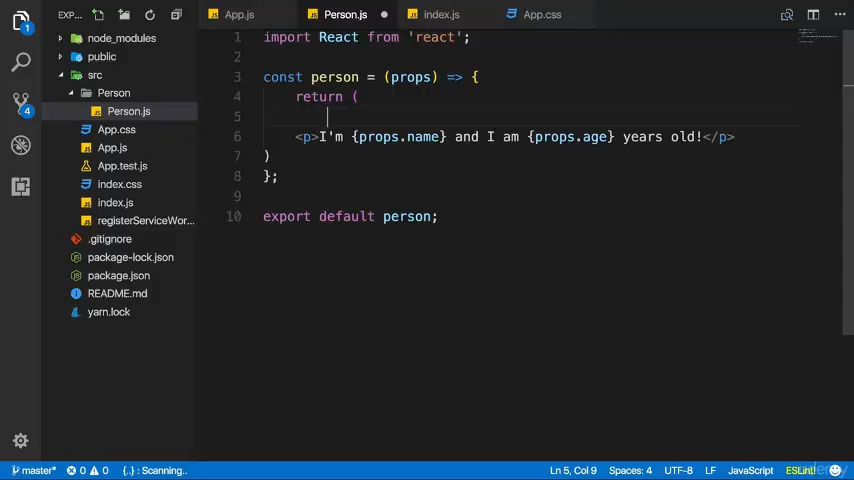 EXP...
App.js
Person.js
index.js
App.css
node_modules
public
src
Person
Person.js
App.css
App.js
App.test.js
index.css
index.js
registerServiceWor...
.gitignore
package-lock.json
package.json
README.md
yarn.lock
1
4
1 import React from 'react';
2
3 const person = (props) => {
4 return (
5
6 <p>I'm {props.name} and I am {props.age} years old!</p>
7 )
8 };
9
10 export default person;
master*
0
0
{..} : Scanning..
Ln 5, Col 9
Spaces: 4
UTF-8
LF
JavaScript
ESLint!